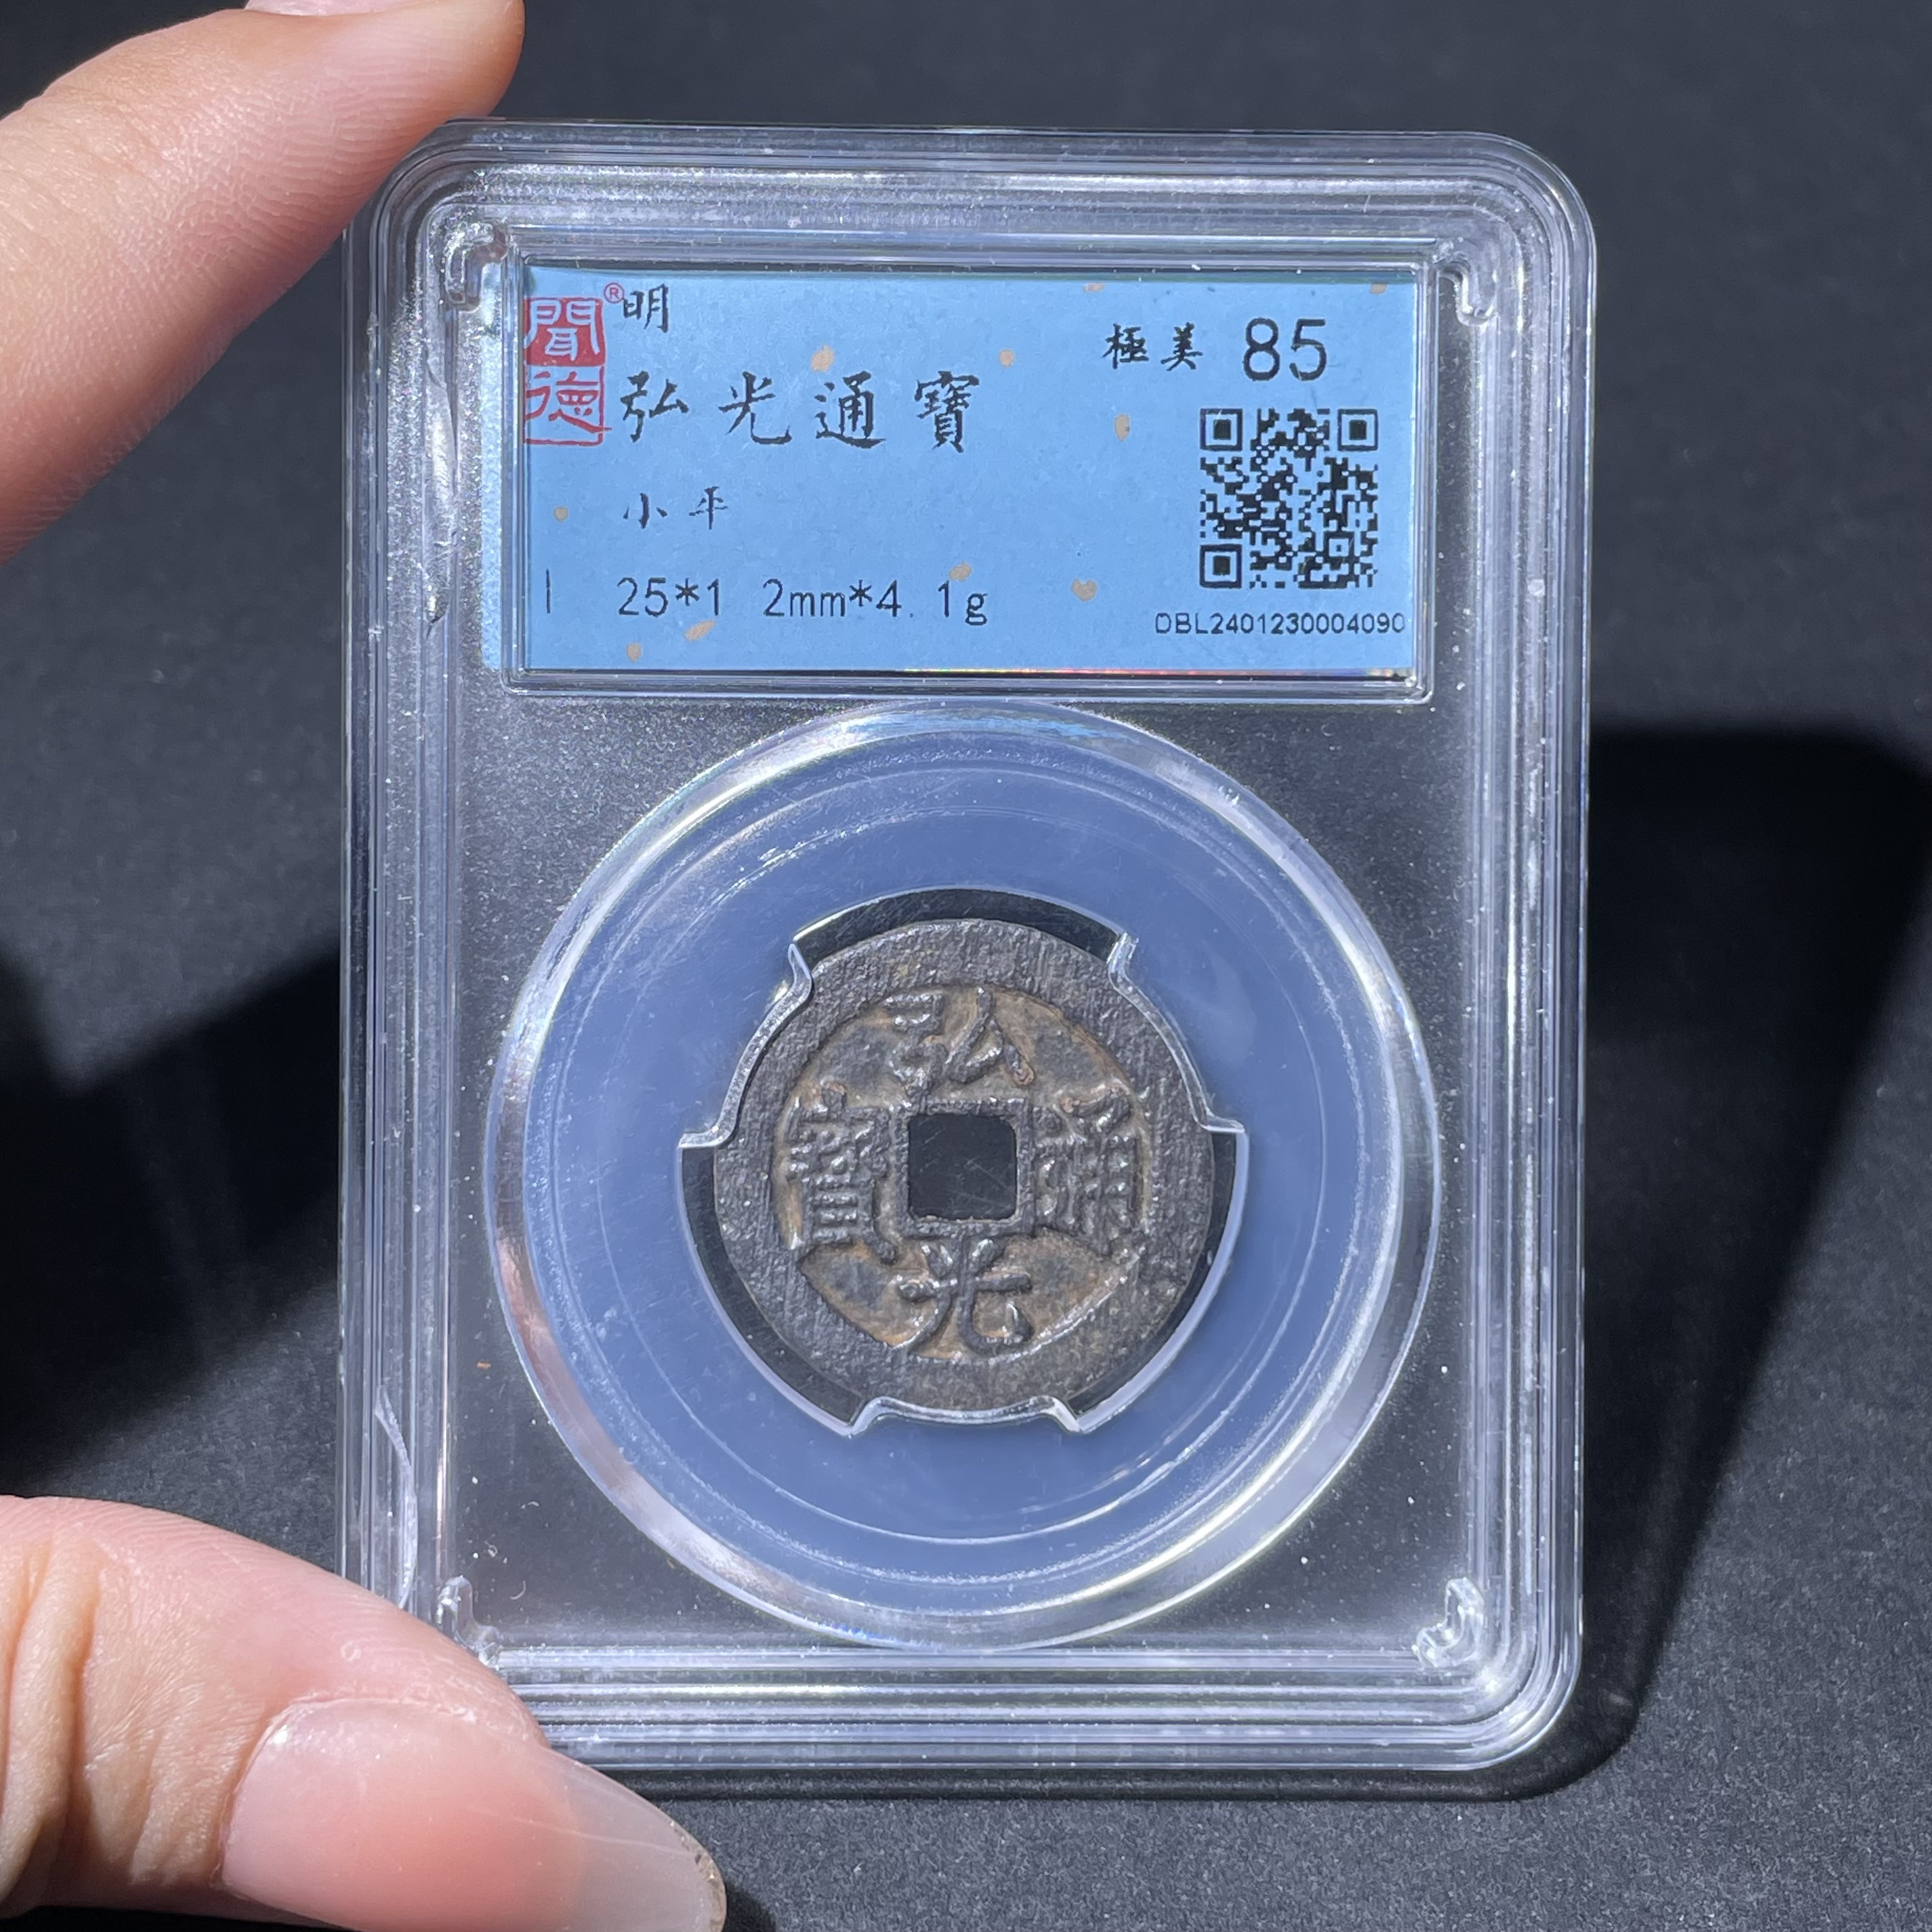 聞德®
明
極美 85
弘光通寶
小平
25*1 2mm*4.1g
DBL2401230004090
弘光通寶